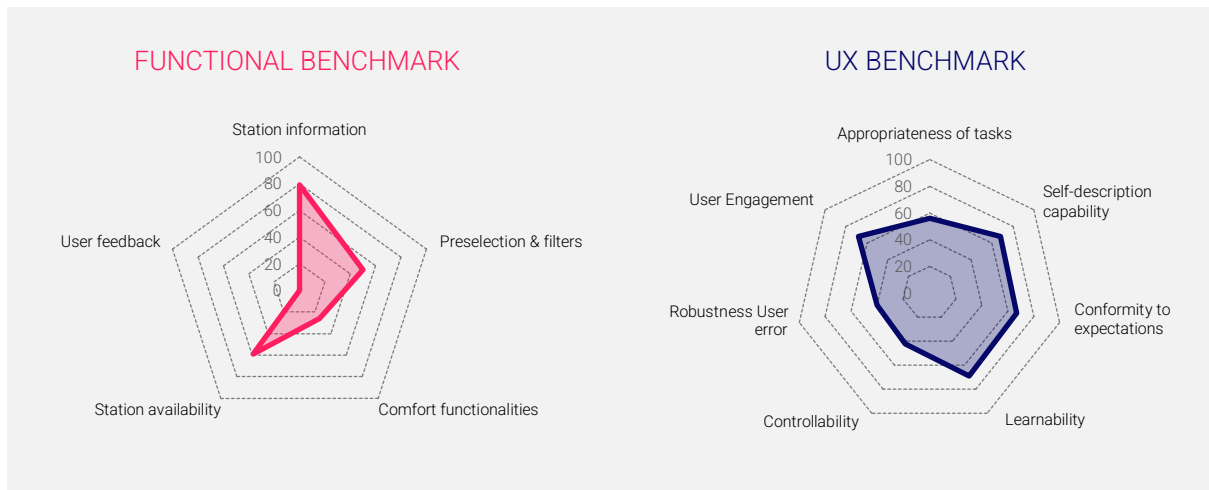 FUNCTIONAL BENCHMARK
Station information
100
80
60
40
20
0
User feedback
Preselection & filters
Station availability
Comfort functionalities
UX BENCHMARK
Appropriateness of tasks
100
80
60
40
20
0
User Engagement
Self-description
capability
Robustness User
error
Conformity to
expectations
Controllability
Learnability